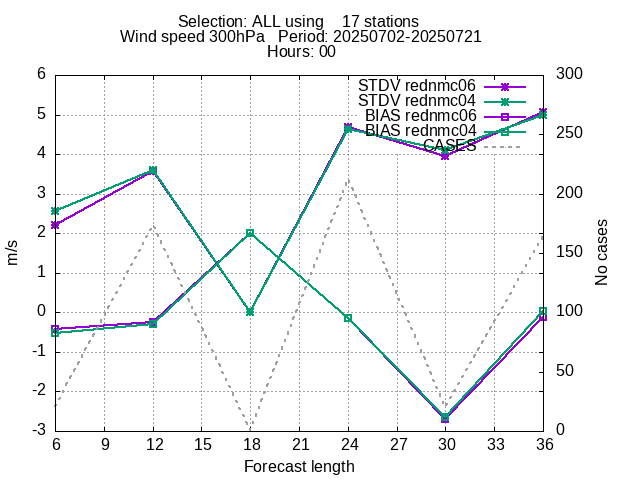 Selection: ALL using    17 stations
Wind speed 300hPa   Period: 20250702-20250721
Hours: 00
6
5
4
3
2
1
0
-1
-2
-3
m/s
STDV rednmc06
STDV rednmc04
BIAS rednmc06
BIAS rednmc04
CASES
300
250
200
150
100
50
0
No cases
6 9 12 15 18 21 24 27 30 33 36
Forecast length